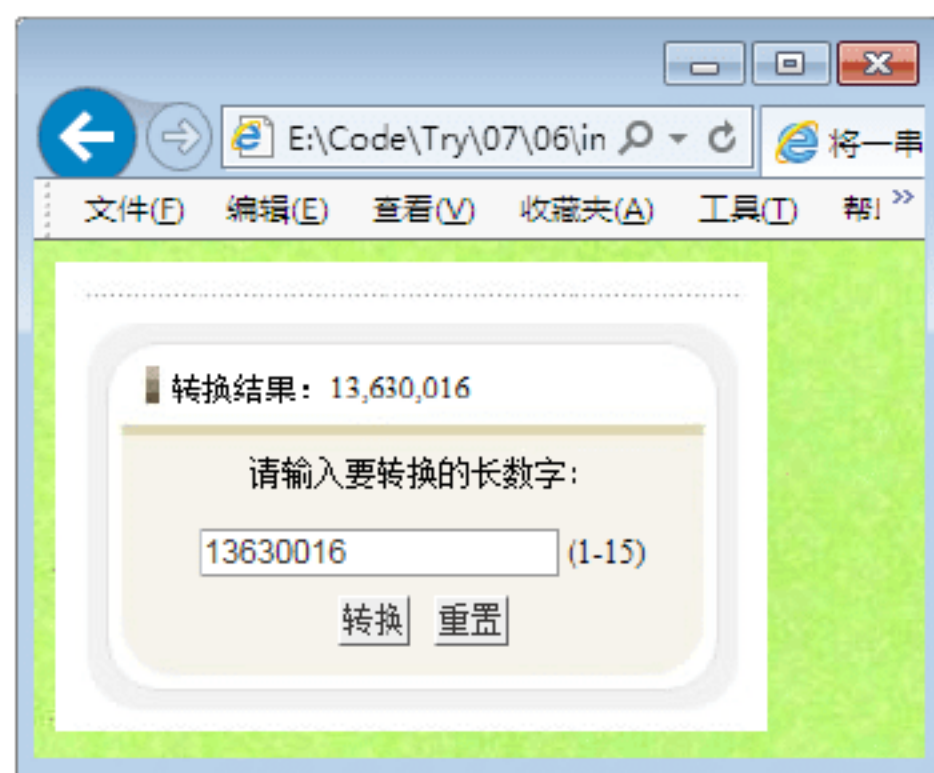 E:\Code\Try\07\06\in
将一串
文件(F) 编辑(E) 查看(V) 收藏夹(A) 工具(T)
转换结果：13,630,016
请输入要转换的长数字：
13630016 (1-15)
转换 重置